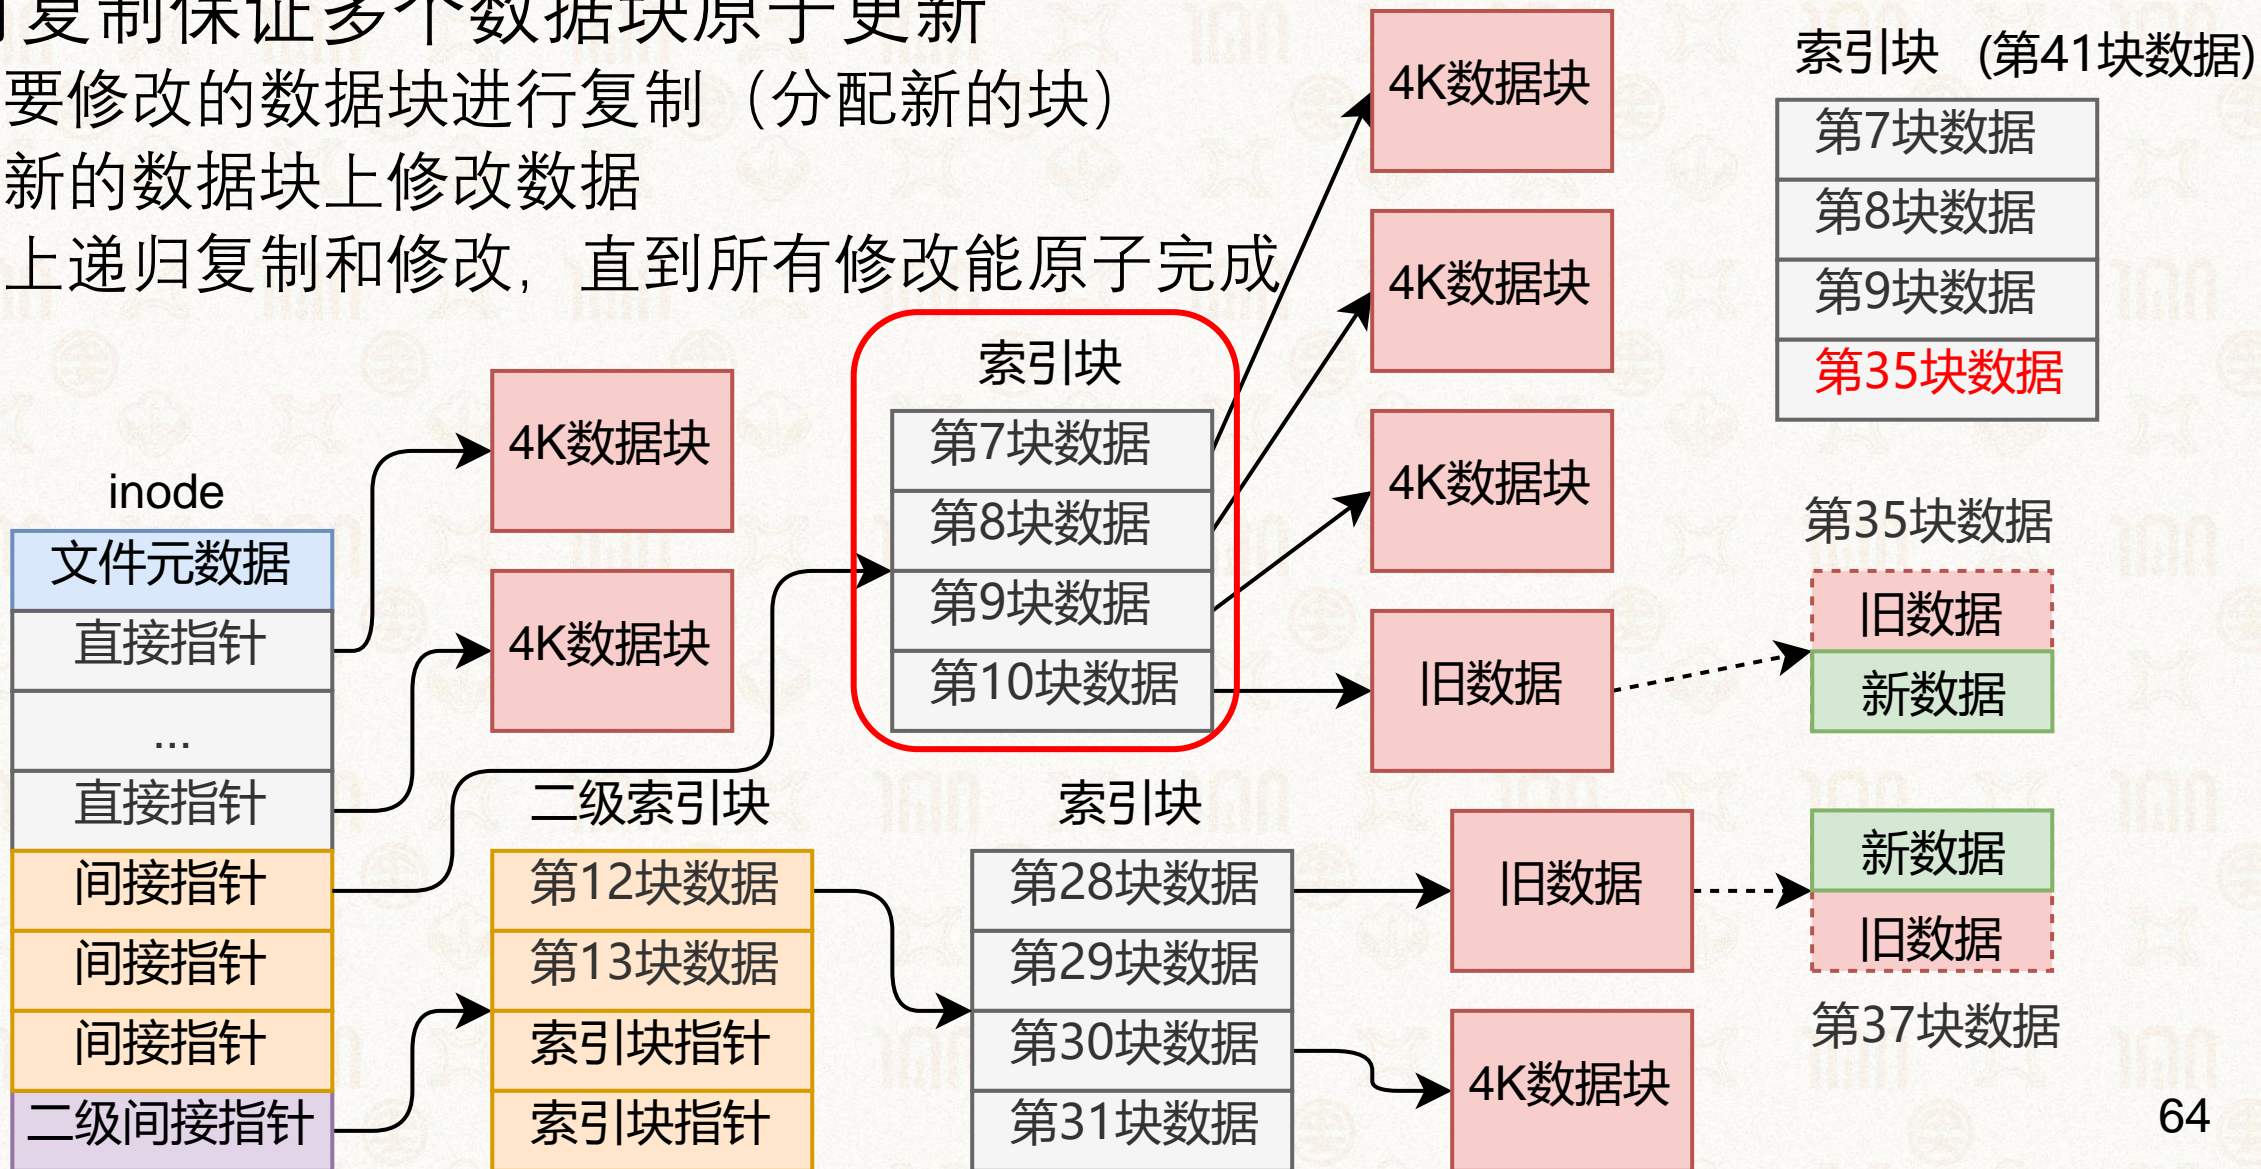 复制保证多个数据块原子更新
要修改的数据块进行复制（分配新的块）
新的数据块上修改数据
上递归复制和修改，直到所有修改能原子完成
inode
文件元数据
直接指针
...
直接指针
间接指针
间接指针
间接指针
二级间接指针
4K数据块
4K数据块
二级索引块
第12块数据
第13块数据
索引块指针
索引块指针
索引块
第7块数据
第8块数据
第9块数据
第10块数据
索引块
第28块数据
第29块数据
第30块数据
第31块数据
4K数据块
4K数据块
4K数据块
旧数据
旧数据
4K数据块
索引块 (第41块数据)
第7块数据
第8块数据
第9块数据
第35块数据
第35块数据
旧数据
新数据
新数据
旧数据
第37块数据
64